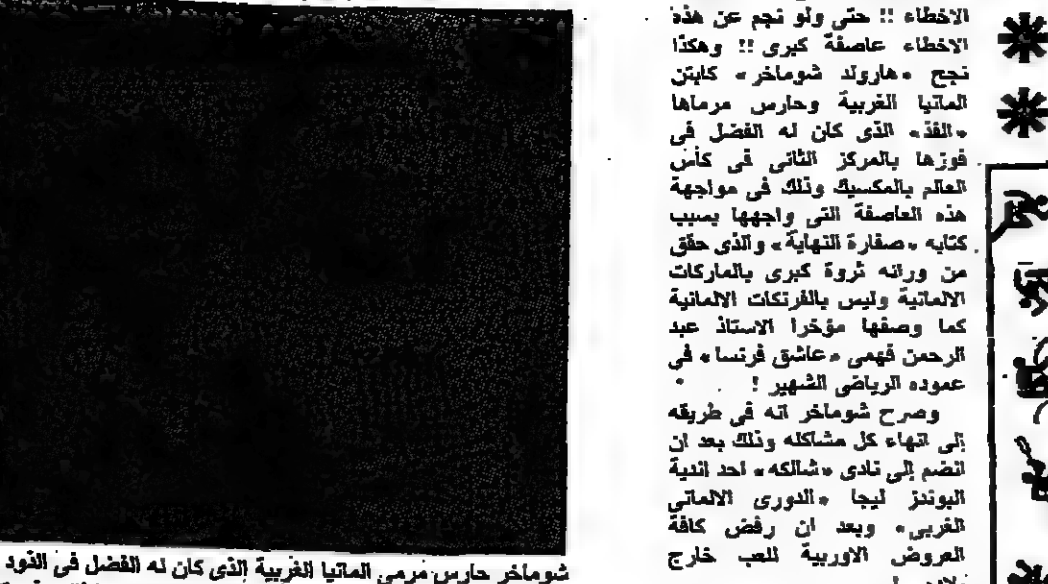 الاخطاء !! حتى ولو نجم عن هذه
الاخطاء عاصفة كبرى !! وهكذا
نجح «هارولد شوماخر» كابتن
المانيا الغربية وحارس مرماها
«الفذ» الذى كان له الفضل فى
فوزها بالمركز الثانى فى كأس
العالم بالمكسيك وذلك فى مواجهة
هذه العاصفة التى واجهها بسبب
كتابه «صفارة النهاية» والذى حقق
من ورائه ثروة كبرى بالماركات
الالمانية وليس بالفرنكات الالمانية
كما وصفها مؤخرا الاستاذ عبد
الرحمن فهمى «عاشق فرنسا» فى
عموده الرياضى الشهير !
وصرح شوماخر انه فى طريقه
إلى انهاء كل مشاكله وذلك بعد ان
انضم إلى نادى «شالكه» احد اندية
البوندز ليجا «الدورى الالمانى
الغربى» وبعد ان رفض كافة
العروض الاوربية للعب خارج
شوماخر حارس مرمى المانيا الغربية الذى كان له الفضل فى الذود